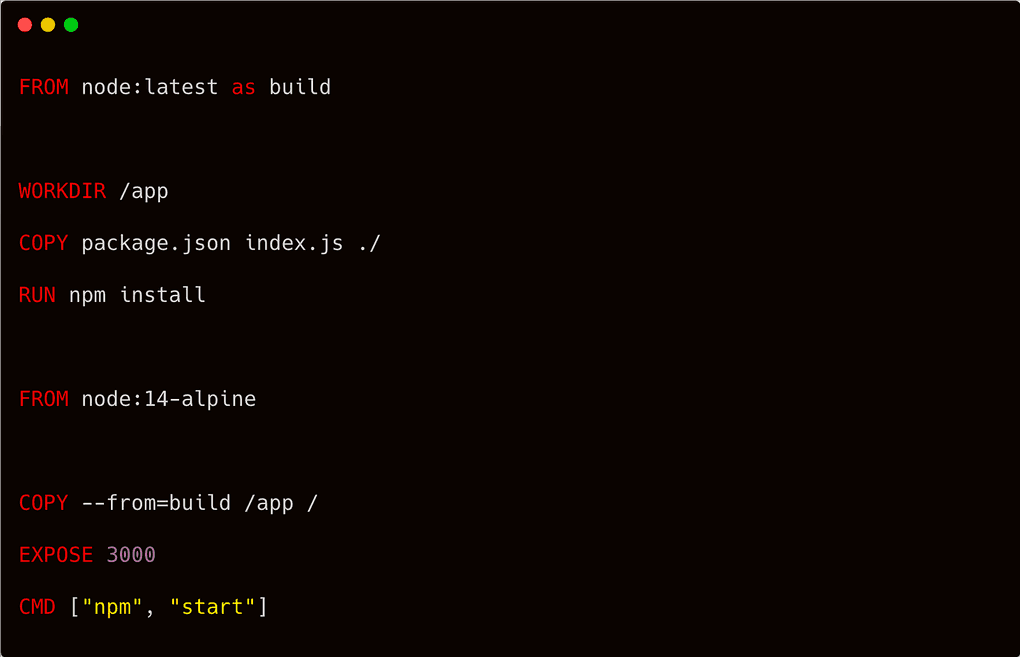 FROM node:latest as build
WORKDIR /app
COPY package.json index.js ./
RUN npm install
FROM node:14-alpine
COPY --from=build /app /
EXPOSE 3000
CMD ["npm", "start"]